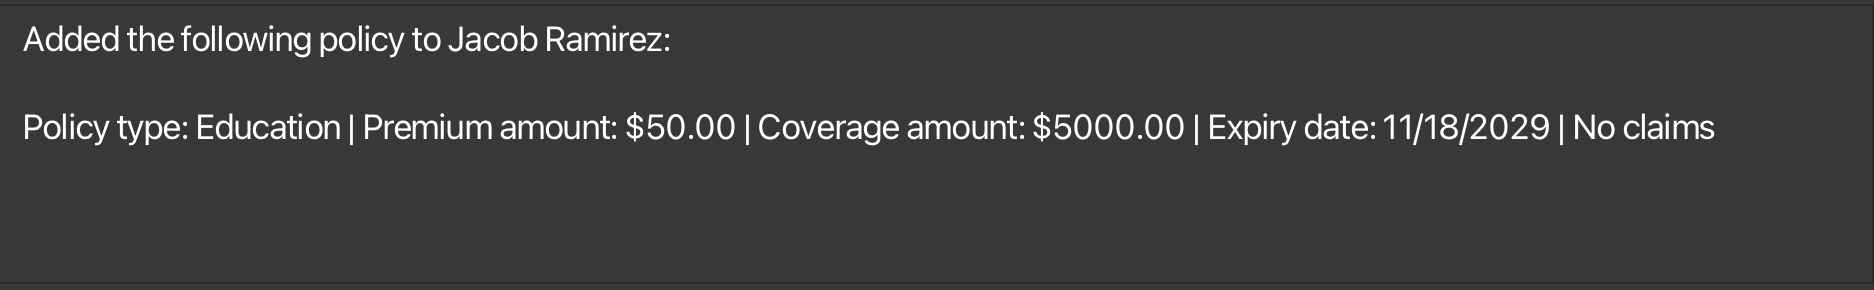 Added the following policy to Jacob Ramirez:
Policy type: Education | Premium amount: $50.00 | Coverage amount: $5000.00 | Expiry date: 11/18/2029 | No claims